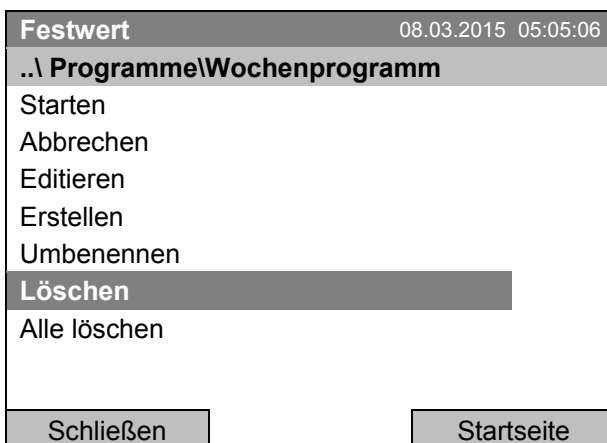 Festwert 08.03.2015 05:05:06
..\ Programme\Wochenprogramm
Starten
Abbrechen
Editieren
Erstellen
Umbenennen
Löschen
Alle löschen
Schließen Startseite